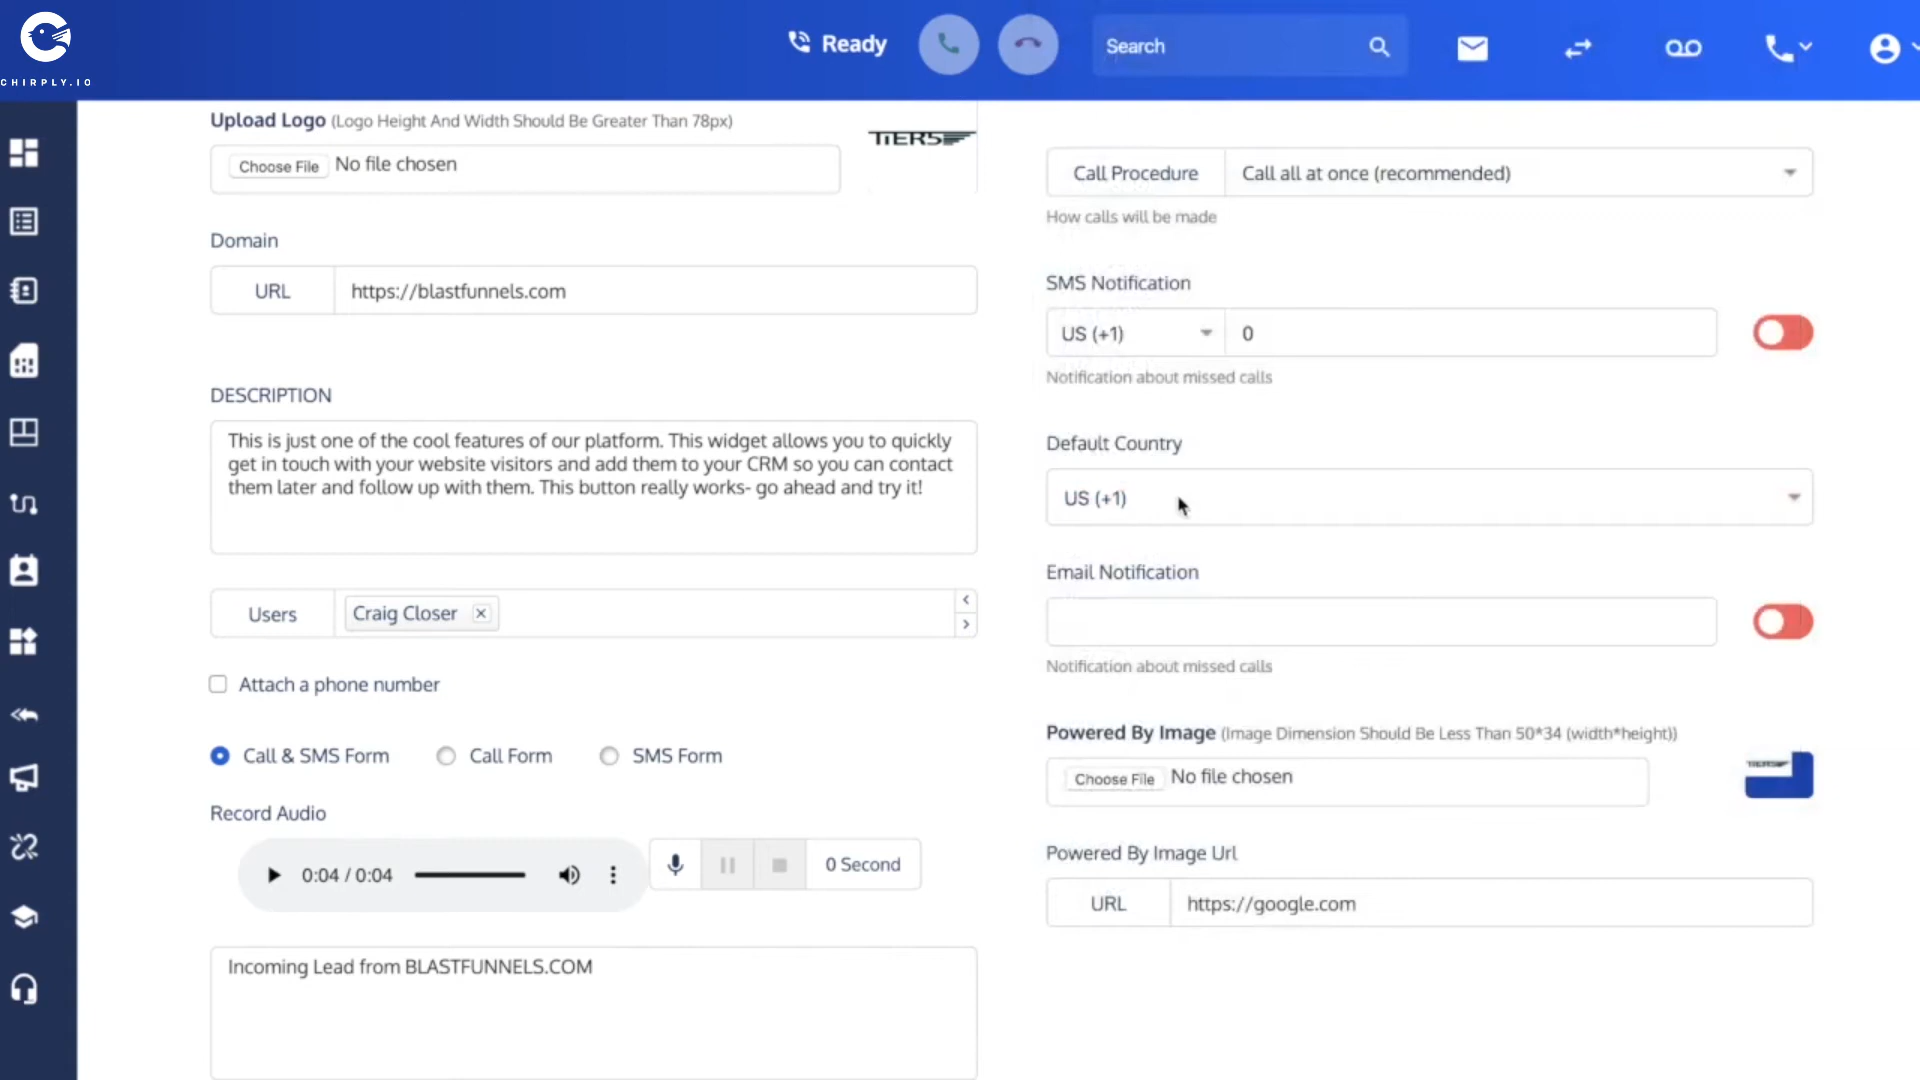 CHIRPLY.IO
Ready
Search
Upload Logo (Logo Height And Width Should Be Greater Than 78px)
Choose File No file chosen
TIER5
Domain
URL https://blastfunnels.com
DESCRIPTION
This is just one of the cool features of our platform. This widget allows you to quickly
get in touch with your website visitors and add them to your CRM so you can contact
them later and follow up with them. This button really works- go ahead and try it!
Users Craig Closer ×
Attach a phone number
Call & SMS Form Call Form SMS Form
Record Audio
0:04 / 0:04 0 Second
Incoming Lead from BLASTFUNNELS.COM
Call Procedure Call all at once (recommended)
How calls will be made
SMS Notification
US (+1) 0
Notification about missed calls
Default Country
US (+1)
Email Notification
Notification about missed calls
Powered By Image (Image Dimension Should Be Less Than 50*34 (width*height))
Choose File No file chosen
TIER5
Powered By Image Url
URL https://google.com